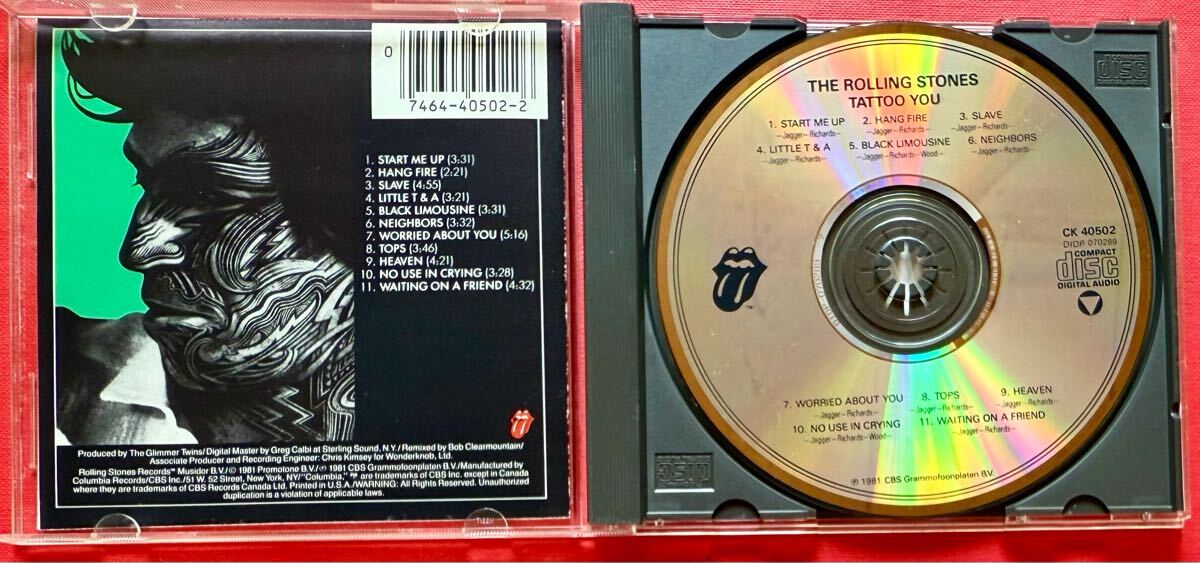 0
7464-40502-2
1. START ME UP (3:31)
2. HANG FIRE (2:21)
3. SLAVE (4:55)
4. LITTLE T & A (3:21)
5. BLACK LIMOUSINE (3:31)
6. NEIGHBORS (3:32)
7. WORRIED ABOUT YOU (5:16)
8. TOPS (3:46)
9. HEAVEN (4:21)
10. NO USE IN CRYING (3:28)
11. WAITING ON A FRIEND (4:32)
Produced by The Glimmer Twins/Digital Master by Greg Calbi at Sterling Sound, N.Y./Remixed by Bob Clearmountain/
Associate Producer and Recording Engineer: Chris Kimsey for Wonderknob, Ltd.
Rolling Stones Records™ Musidor B.V./© 1981 Promotone B.V./℗ 1981 CBS Grammofoonplaten B.V./Manufactured by
Columbia Records/CBS Inc./51 W. 52 Street, New York, NY/"Columbia," are trademarks of CBS Inc. except in Canada
where they are trademarks of CBS Records Canada Ltd. Printed in U.S.A./WARNING: All Rights Reserved. Unauthorized
duplication is a violation of applicable laws.
THE ROLLING STONES
TATTOO YOU
1. START ME UP 2. HANG FIRE 3. SLAVE
—Jagger—Richards— —Jagger—Richards— —Jagger—Richards—
4. LITTLE T & A 5. BLACK LIMOUSINE 6. NEIGHBORS
—Jagger—Richards— —Jagger—Richards—Wood— —Jagger—Richards—
CK 40502
DIDP 070289
COMPACT
disc
DIGITAL AUDIO
TM
7. WORRIED ABOUT YOU 8. TOPS 9. HEAVEN
—Jagger—Richards— —Jagger—Richards— —Jagger—Richards—
10. NO USE IN CRYING 11. WAITING ON A FRIEND
—Jagger—Richards—Wood— —Jagger—Richards—
℗ 1981 CBS Grammofoonplaten B.V.
COMPACT
disc
DIGITAL AUDIO